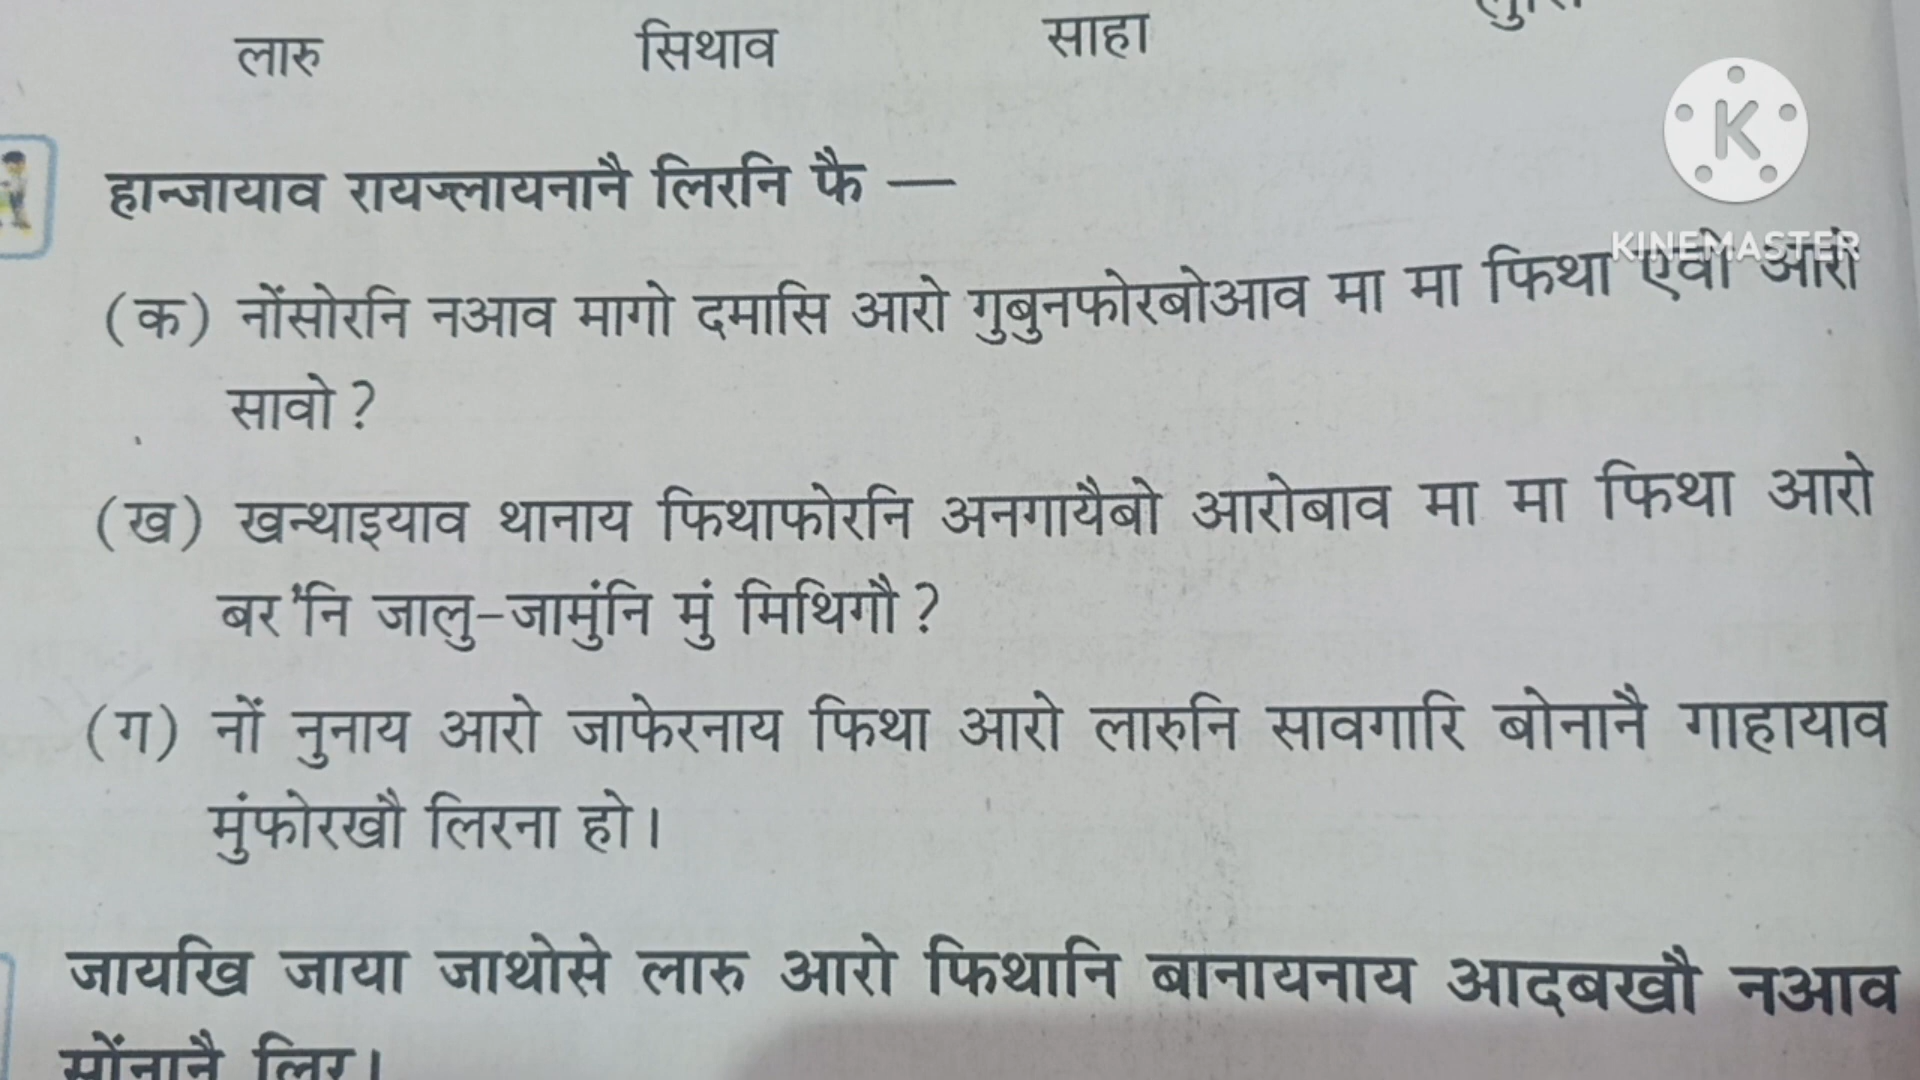 लारु सिथाव साहा
हान्जायाव रायज्लायनानै लिरनि फै —
KINEMASTER
(क) नोंसोरनि नआव मागो दमासि आरो गुबुनफोरबोआव मा मा फिथा एवो आरो
सावो ?
(ख) खन्थाइयाव थानाय फिथाफोरनि अनगायैबो आरोबाव मा मा फिथा आरो
बर'नि जालु-जामुंनि मुं मिथिगौ ?
(ग) नों नुनाय आरो जाफेरनाय फिथा आरो लारुनि सावगारि बोनानै गाहायाव
मुंफोरखौ लिरना हो।
जायखि जाया जाथोसे लारु आरो फिथानि बानायनाय आदबखौ नआव
सोंनानै लिर।